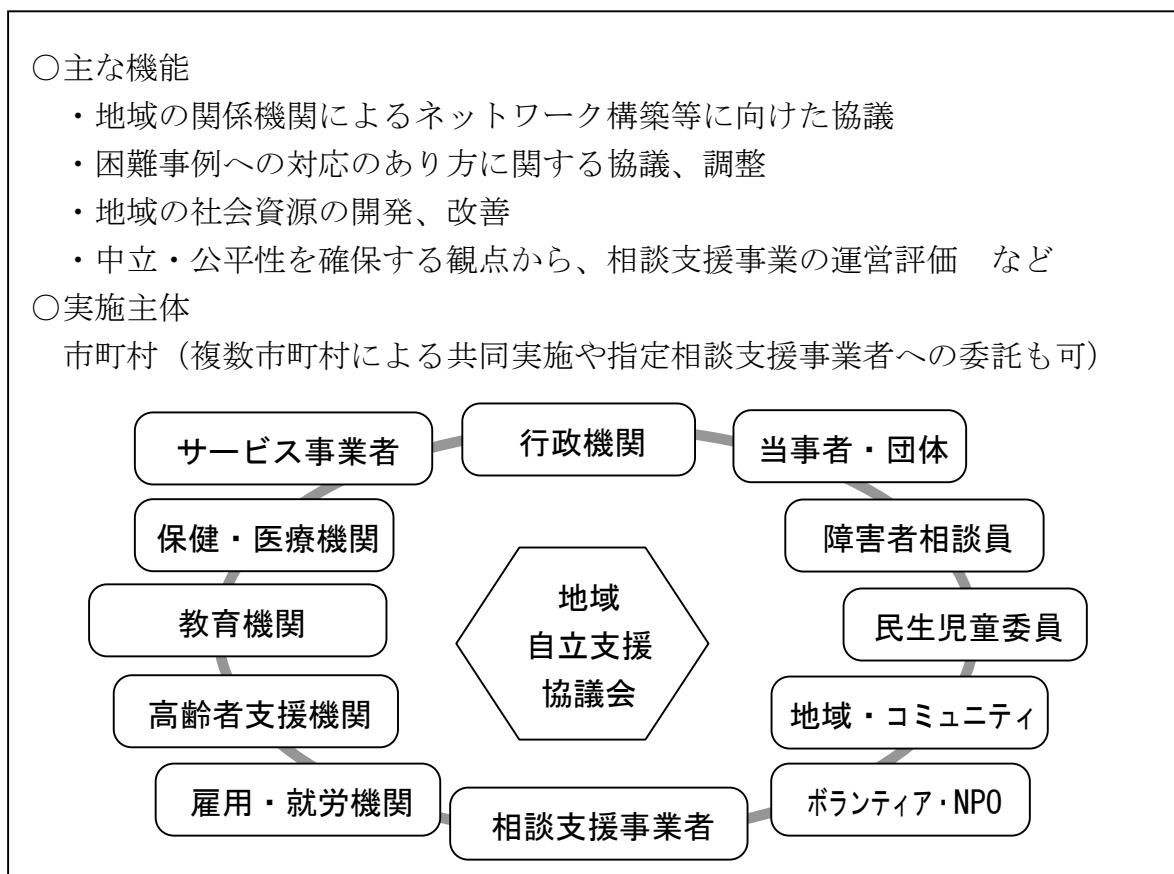 ○主な機能
・地域の関係機関によるネットワーク構築等に向けた協議
・困難事例への対応のあり方に関する協議、調整
・地域の社会資源の開発、改善
・中立・公平性を確保する観点から、相談支援事業の運営評価　など
○実施主体
市町村（複数市町村による共同実施や指定相談支援事業者への委託も可）
サービス事業者
行政機関
当事者・団体
保健・医療機関
障害者相談員
教育機関
地域
自立支援
協議会
民生児童委員
高齢者支援機関
地域・コミュニティ
雇用・就労機関
相談支援事業者
ボランティア・NPO